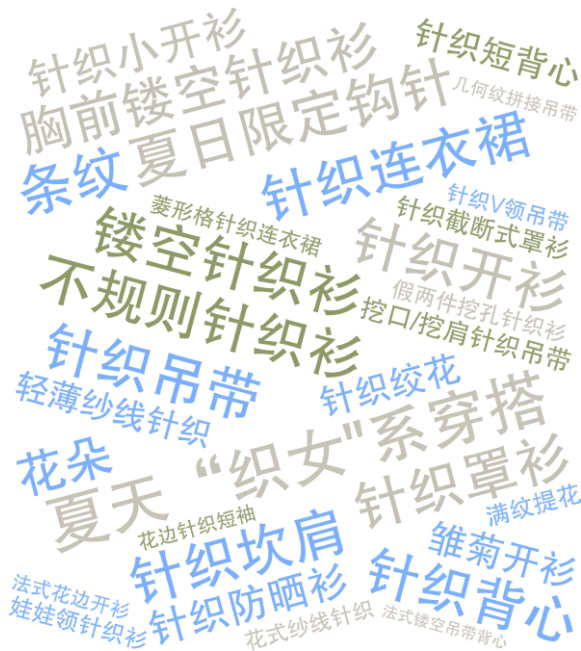 针织小开衫
针织短背心
胸前镂空针织衫
几何纹拼接吊带
夏日限定钩针
条纹
针织连衣裙
针织V领吊带
菱形格针织连衣裙
针织截断式罩衫
镂空针织衫
针织开衫
不规则针织衫
假两件挖孔针织衫
挖口/挖肩针织吊带
针织吊带
针织绞花
轻薄纱线针织
花朵
夏天“织女"系穿搭
针织罩衫
满纹提花
花边针织短袖
针织坎肩
雏菊开衫
针织背心
针织防晒衫
法式花边开衫
娃娃领针织衫
花式纱线针织
法式镂空吊带背心